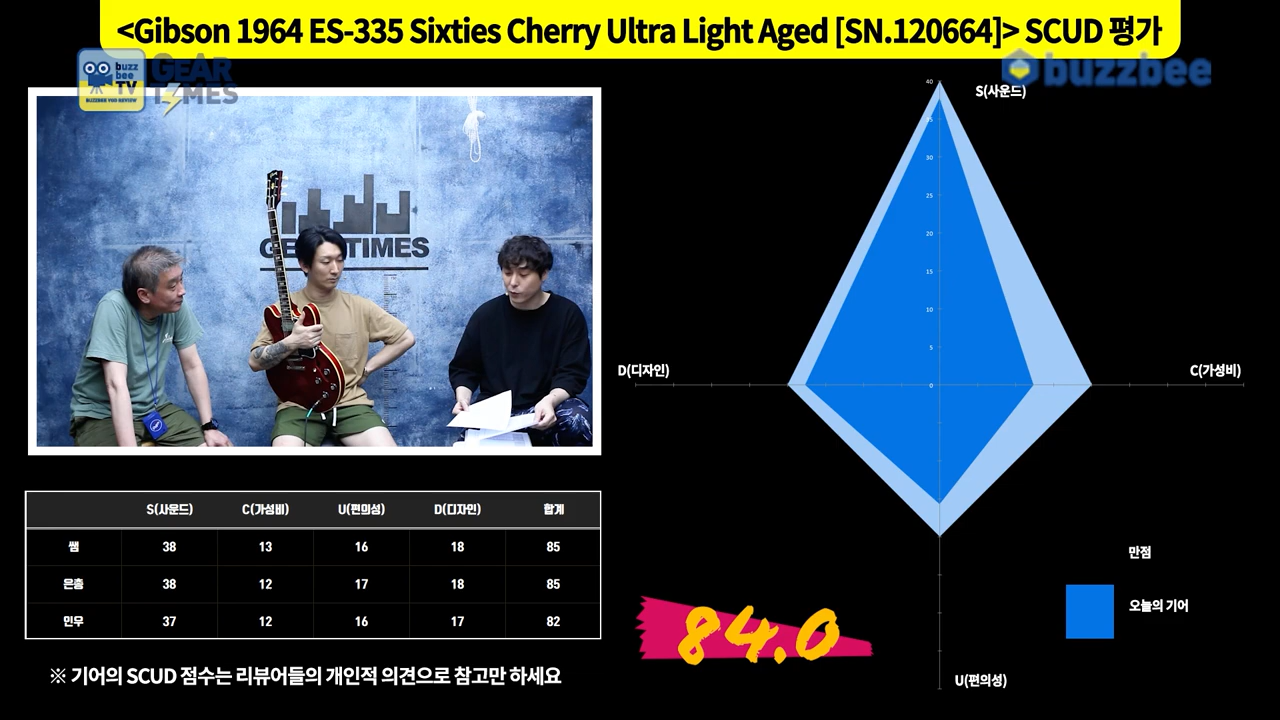 <Gibson 1964 ES-335 Sixties Cherry Ultra Light Aged [SN.120664]> SCUD 평가
buzz bee TV
BUZZBEE YOU REVIEW
GEAR TIMES
buzzbee
GE TIMES
40
35
30
25
20
15
10
5
0
S(사운드)
D(디자인)
C(가성비)
U(편의성)
만점
오늘의 기어
S(사운드) C(가성비) U(편의성) D(디자인) 합계
쌤 38 13 16 18 85
은총 38 12 17 18 85
민우 37 12 16 17 82
84.0
※ 기어의 SCUD 점수는 리뷰어들의 개인적 의견으로 참고만 하세요